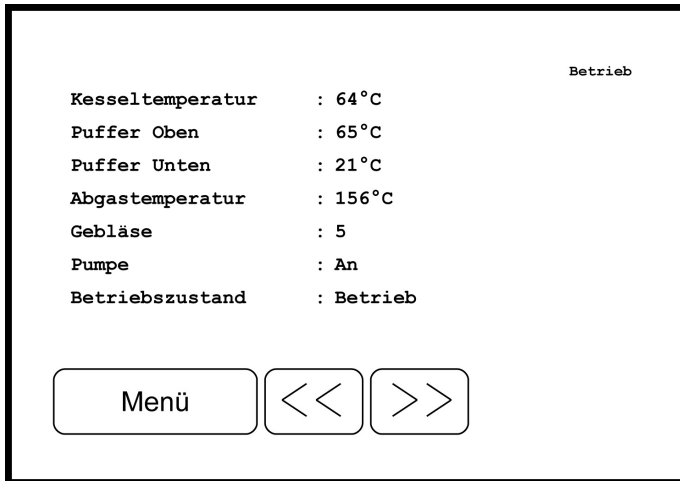 Betrieb
Kesseltemperatur : 64°C
Puffer Oben : 65°C
Puffer Unten : 21°C
Abgastemperatur : 156°C
Gebläse : 5
Pumpe : An
Betriebszustand : Betrieb
Menü << >>